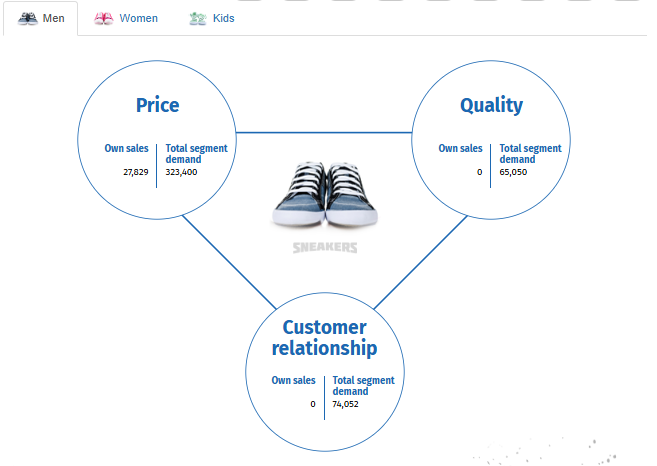 Men
Women
Kids
Price
Own sales
Total segment
demand
27,829
323,400
Quality
Own sales
Total segment
demand
0
65,050
SNEAKERS
Customer
relationship
Own sales
Total segment
demand
0
74,052